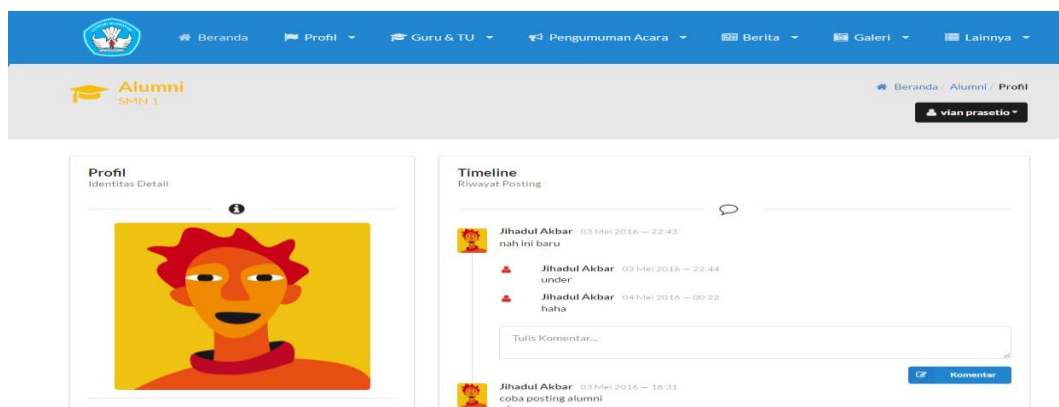 Beranda Profil Guru & TU Pengumuman Acara Berita Galeri Lainnya
Alumni
SMN 1
Beranda / Alumni / Profil
vian prasetio
Profil
Identitas Detail
Timeline
Riwayat Posting
Jihadul Akbar 03 Mei 2016 — 22:43
nah ini baru
Jihadul Akbar 03 Mei 2016 — 22:44
under
Jihadul Akbar 04 Mei 2016 — 00:22
haha
Tulis Komentar...
Komentar
Jihadul Akbar 03 Mei 2016 — 18:31
coba posting alumni